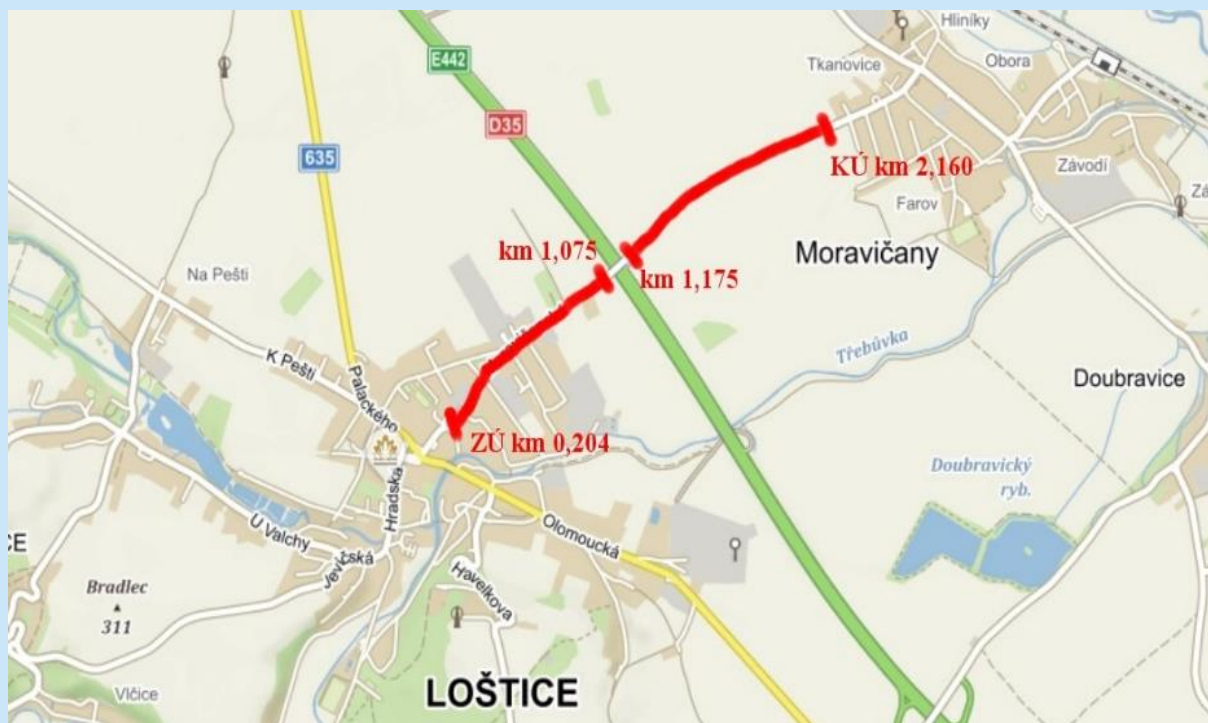 Hliníky
E442
Tkanovice
Obora
D35
635
KÚ km 2,160
Závodí
Farov
km 1,075
Moravičany
Na Pešti
km 1,175
Třebůvka
K Pešti
Palackého
Doubravice
ZÚ km 0,204
Doubravický
ryb.
Hradska
U Valchy
Olomoucká
Jevíčská
Bradlec
311
Havelkova
Vlčice
LOŠTICE